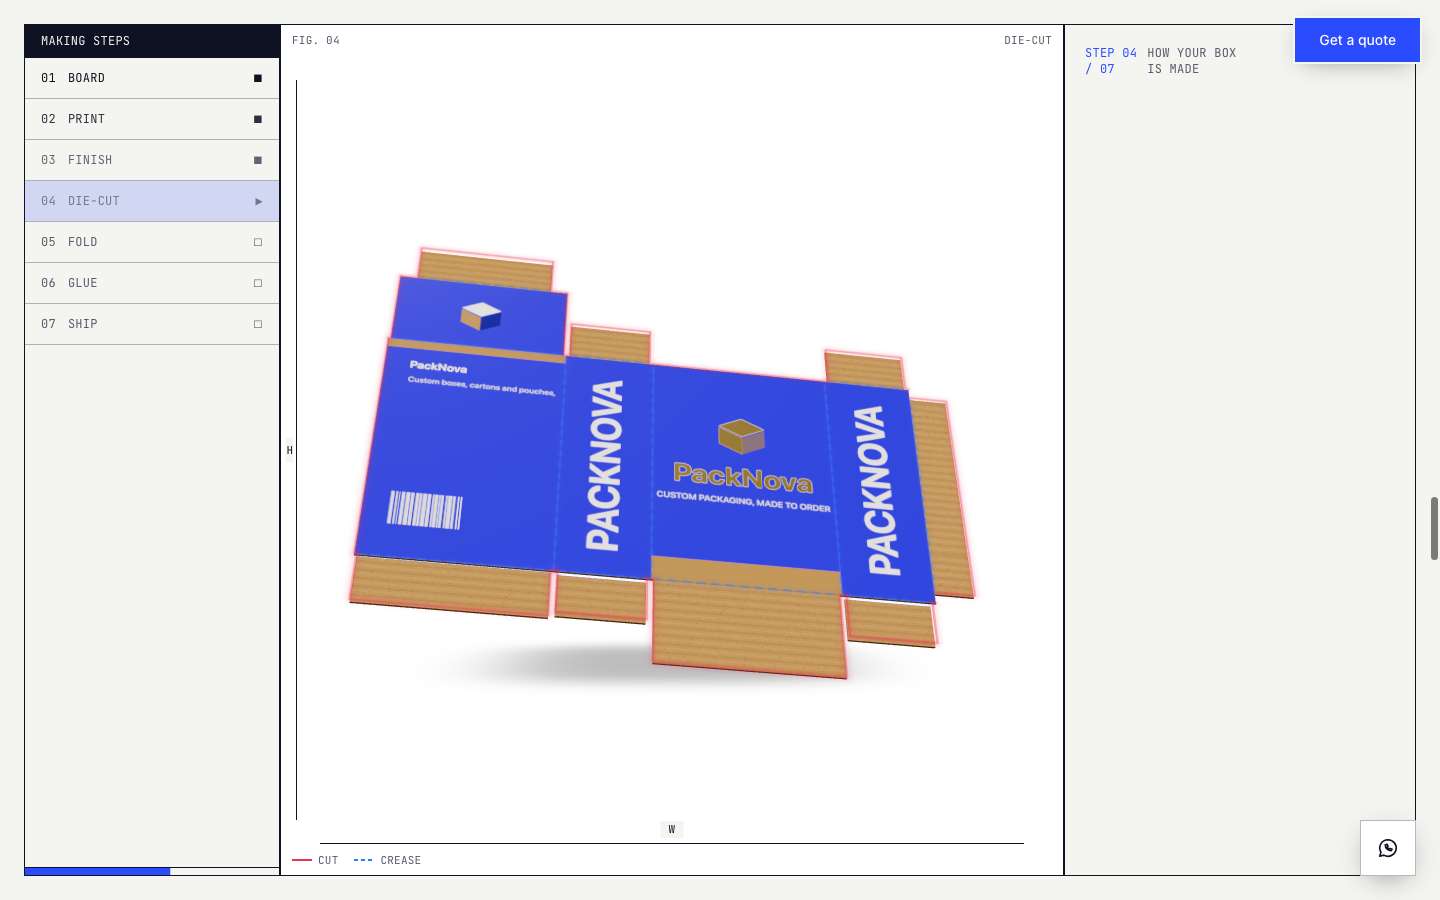 MAKING STEPS
01 BOARD
02 PRINT
03 FINISH
04 DIE-CUT
05 FOLD
06 GLUE
07 SHIP
FIG. 04
DIE-CUT
H
PackNova
Custom boxes, cartons and pouches,
PACKNOVA
PackNova
CUSTOM PACKAGING, MADE TO ORDER
PACKNOVA
W
CUT
CREASE
STEP 04
/ 07
HOW YOUR BOX
IS MADE
Get a quote